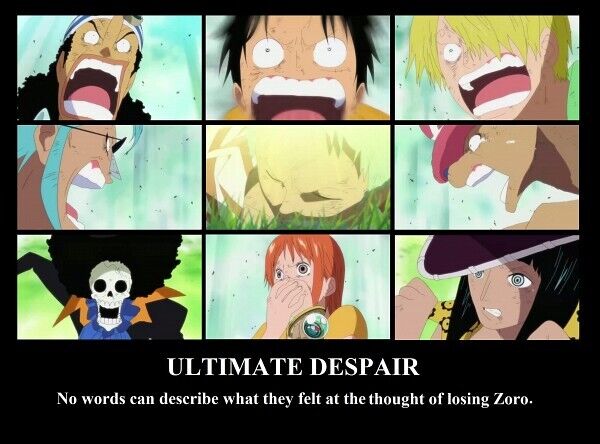 ULTIMATE DESPAIR
No words can describe what they felt at the thought of losing Zoro.